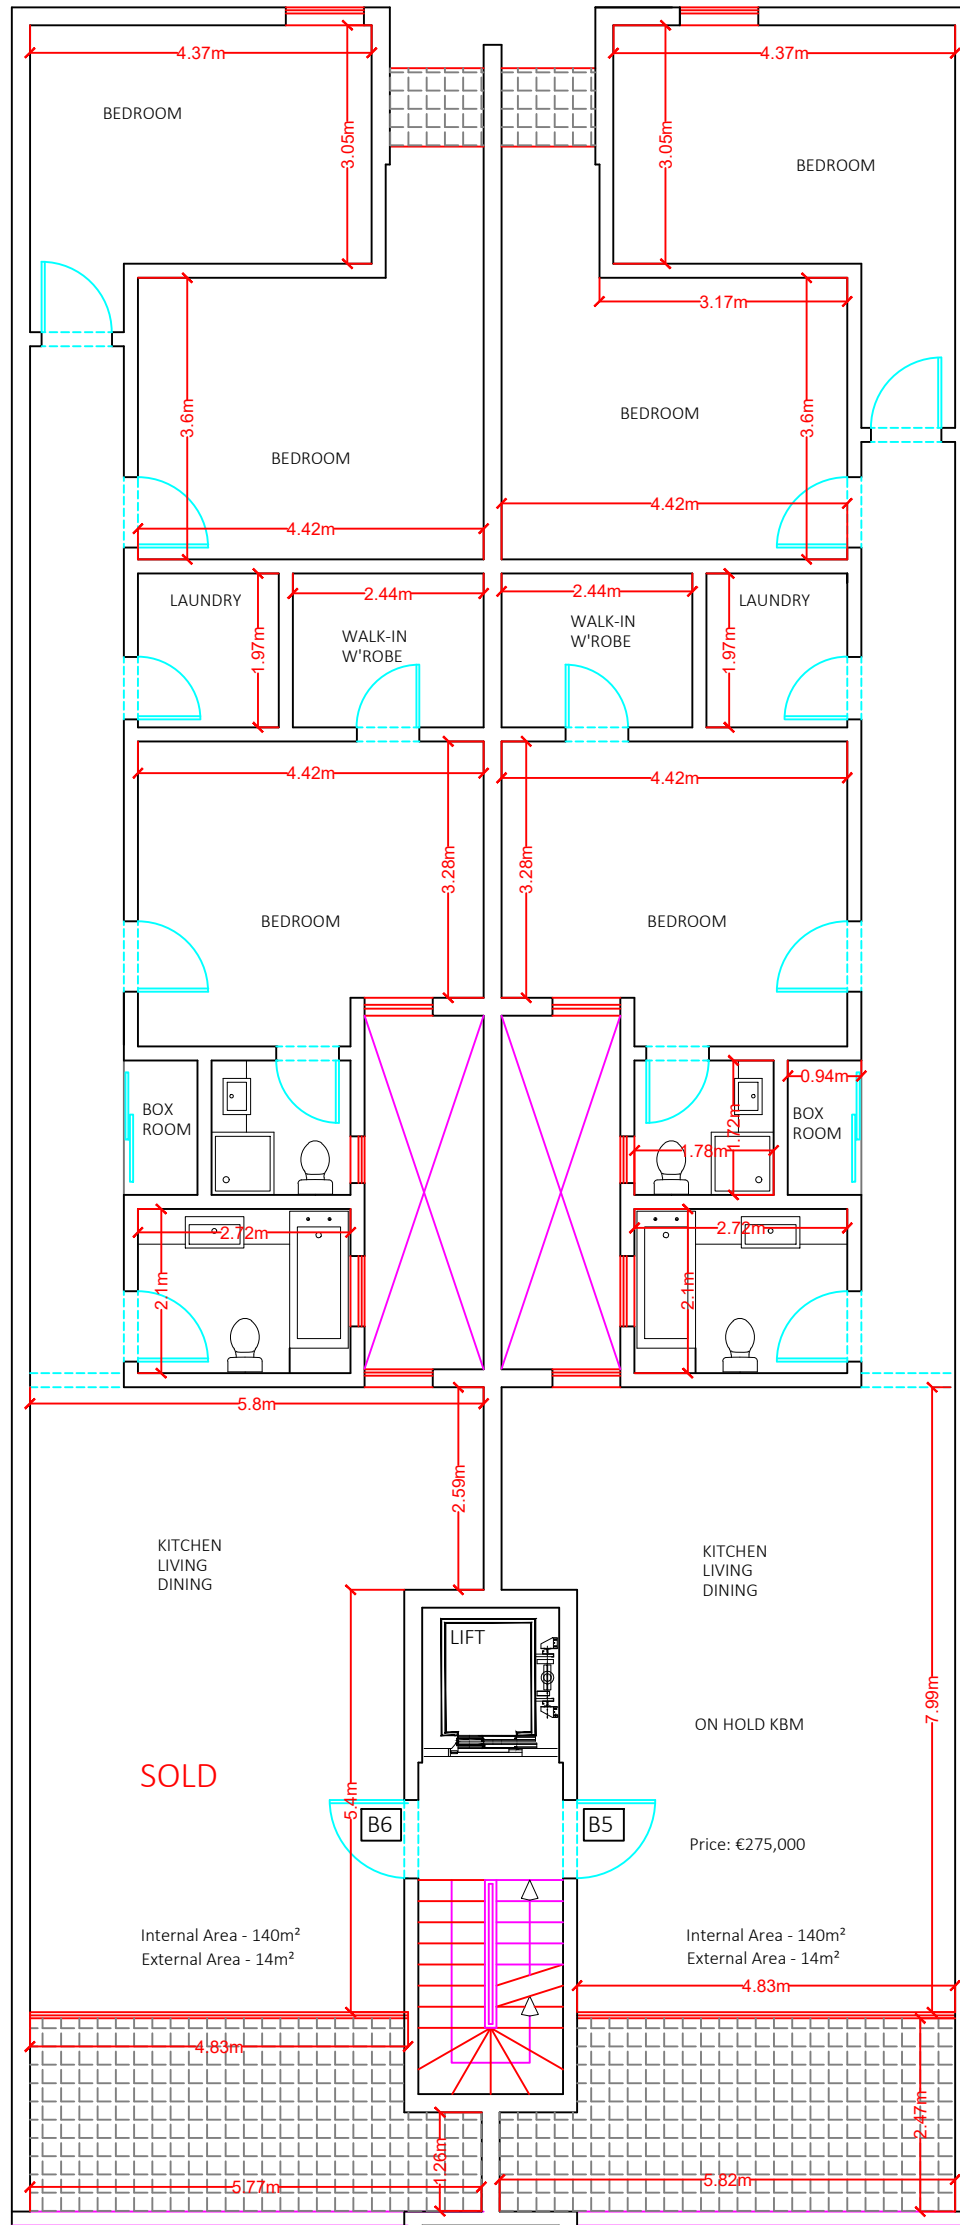 4.37m
4.37m
BEDROOM
3.05m
3.05m
BEDROOM
3.17m
3.6m
3.6m
BEDROOM
BEDROOM
4.42m
4.42m
LAUNDRY
2.44m
2.44m
LAUNDRY
WALK-IN
W'ROBE
WALK-IN
W'ROBE
1.97m
1.97m
4.42m
4.42m
3.28m
3.28m
BEDROOM
BEDROOM
0.94m
BOX
ROOM
1.72m
BOX
ROOM
1.78m
2.72m
2.72m
2.1m
2.1m
5.8m
2.59m
KITCHEN
LIVING
DINING
KITCHEN
LIVING
DINING
LIFT
7.99m
ON HOLD KBM
SOLD
5.4m
B6
B5
Price: €275,000
Internal Area - 140m²
External Area - 14m²
Internal Area - 140m²
External Area - 14m²
4.83m
4.83m
2.47m
1.26m
5.77m
5.82m